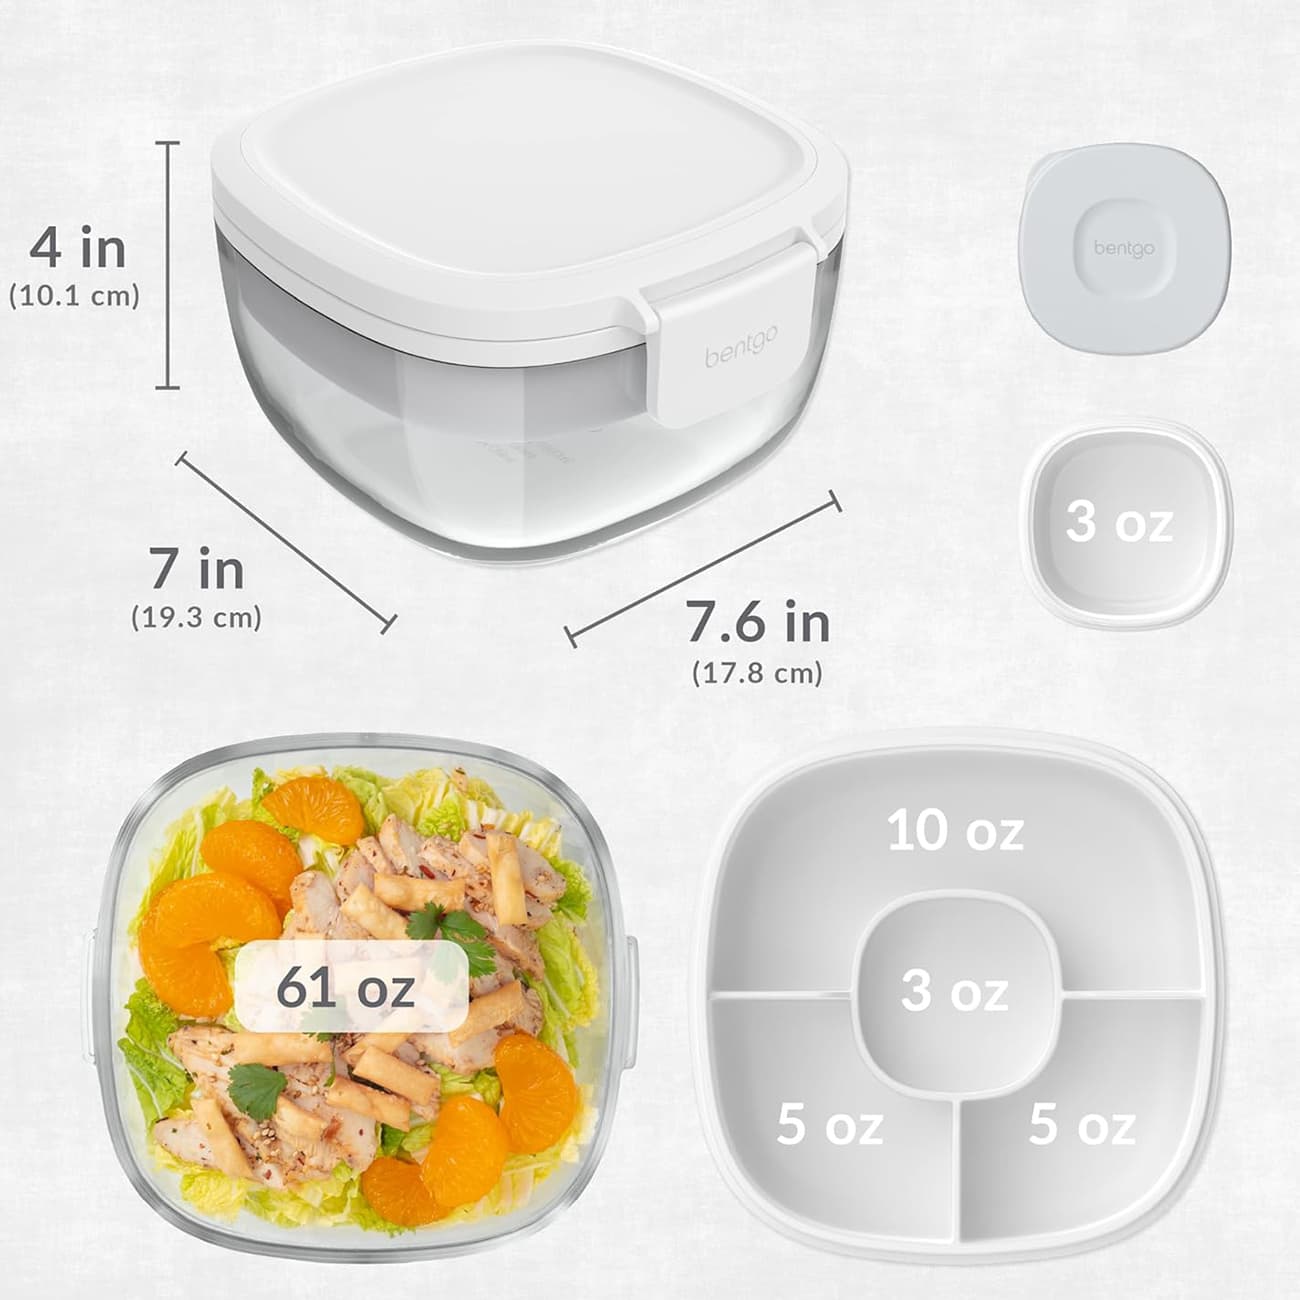 4 in
(10.1 cm)
bentgo
bentgo
3 oz
7 in
(19.3 cm)
7.6 in
(17.8 cm)
61 oz
10 oz
3 oz
5 oz
5 oz